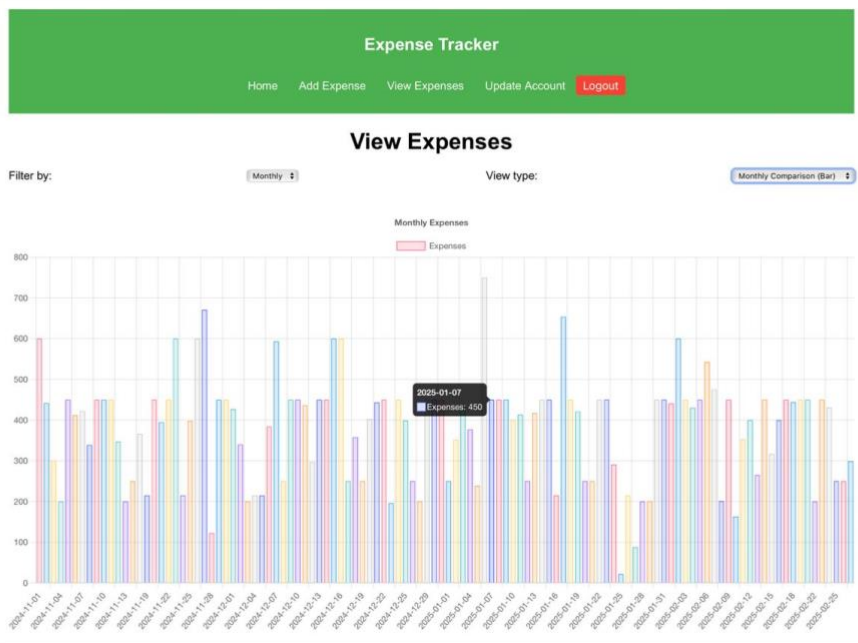 Expense Tracker
Home Add Expense View Expenses Update Account Logout
View Expenses
Filter by: Monthly View type: Monthly Comparison (Bar)
Monthly Expenses
Expenses
800
700
600
500
400
300
200
100
0
2025-01-07
Expenses: 450
2024-11-01 2024-11-04 2024-11-07 2024-11-10 2024-11-13 2024-11-19 2024-11-22 2024-11-25 2024-11-28 2024-12-01 2024-12-04 2024-12-07 2024-12-10 2024-12-13 2024-12-16 2024-12-19 2024-12-22 2024-12-25 2024-12-29 2025-01-01 2025-01-04 2025-01-07 2025-01-10 2025-01-13 2025-01-16 2025-01-19 2025-01-22 2025-01-25 2025-01-28 2025-01-31 2025-02-03 2025-02-06 2025-02-09 2025-02-12 2025-02-15 2025-02-18 2025-02-22 2025-02-25